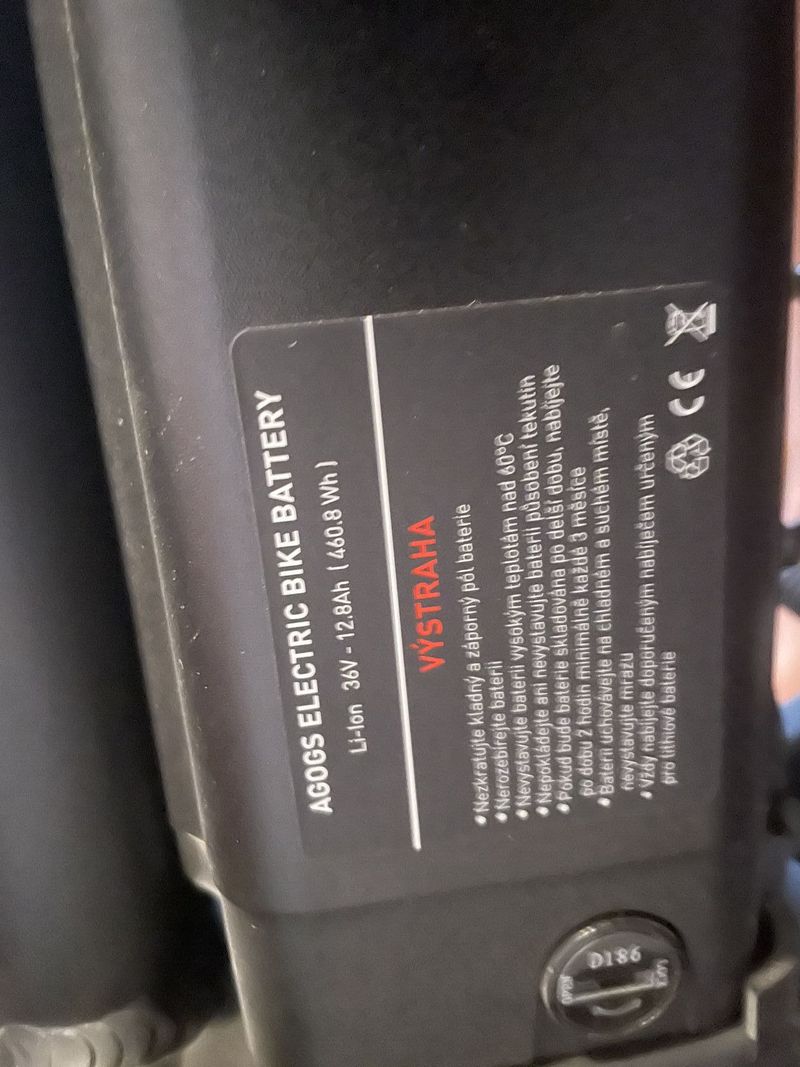 AGOGS ELECTRIC BIKE BATTERY
Li-Ion 36V - 12.8Ah ( 460.8 Wh )
VÝSTRAHA
• Nezkratujte kladný a záporný pól baterie
• Nerozebírejte baterii
• Nevystavujte baterii vysokým teplotám nad 60°C
• Nepokládejte ani nevystavujte baterii působení tekutin
• Pokud bude baterie skladována po delší dobu, nabíjejte
po dobu 2 hodin minimálně každé 3 měsíce
• Baterii uchovávejte na chladném a suchém místě,
nevystavujte mrazu
• Vždy nabíjejte doporučeným nabíječem určeným
pro lithiové baterie
CE
D186